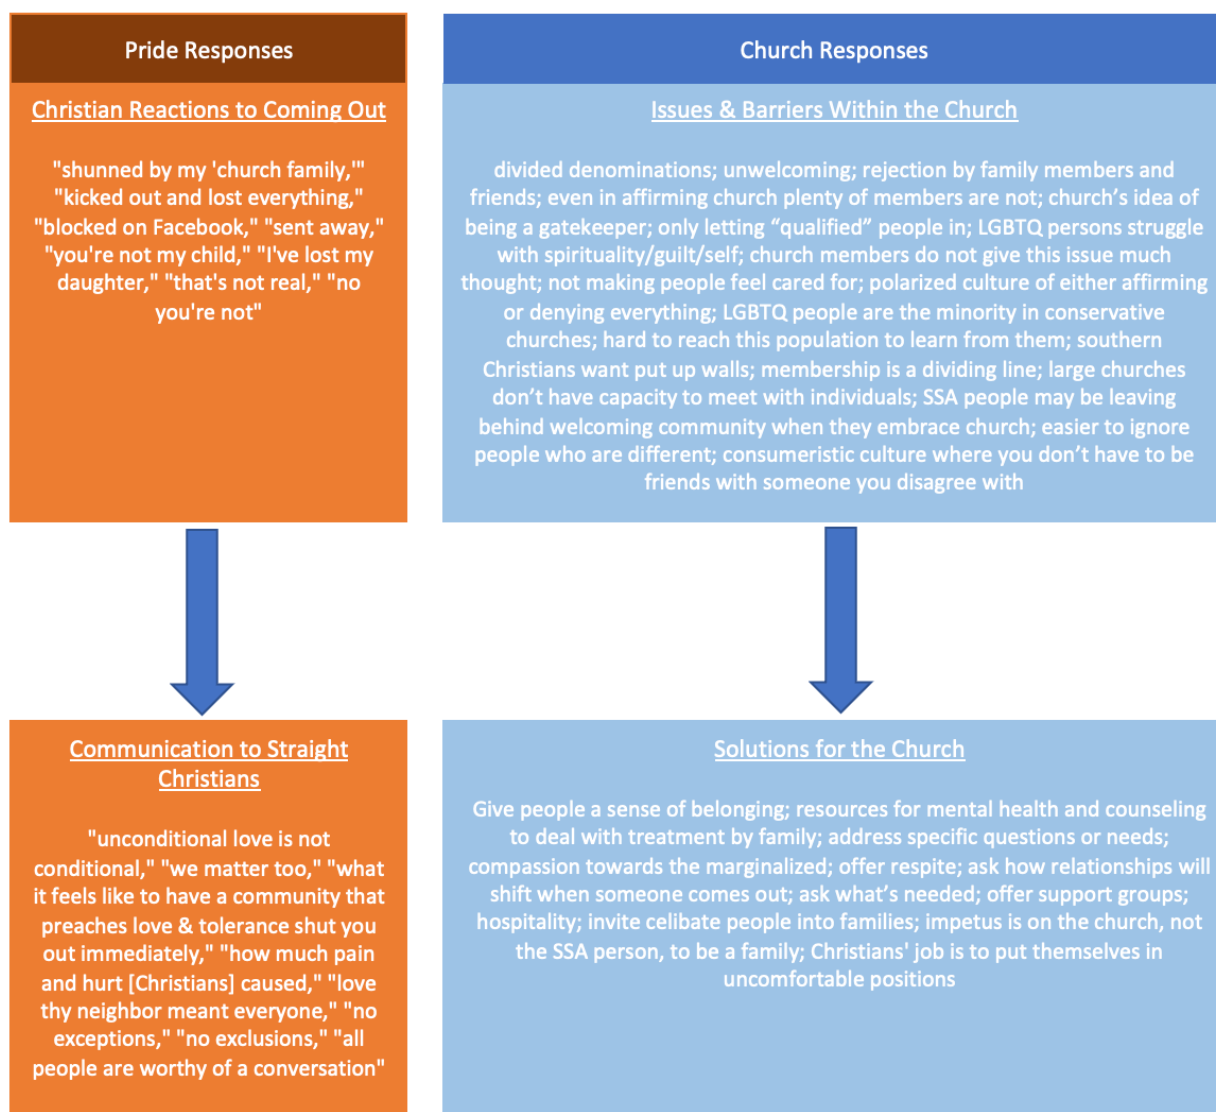 Pride Responses
Christian Reactions to Coming Out
"shunned by my 'church family,'"
"kicked out and lost everything,"
"blocked on Facebook," "sent away,"
"you're not my child," "I've lost my
daughter," "that's not real," "no
you're not"
Communication to Straight
Christians
"unconditional love is not
conditional," "we matter too," "what
it feels like to have a community that
preaches love & tolerance shut you
out immediately," "how much pain
and hurt [Christians] caused," "love
thy neighbor meant everyone," "no
exceptions," "no exclusions," "all
people are worthy of a conversation"
Church Responses
Issues & Barriers Within the Church
divided denominations; unwelcoming; rejection by family members and
friends; even in affirming church plenty of members are not; church’s idea of
being a gatekeeper; only letting “qualified” people in; LGBTQ persons struggle
with spirituality/guilt/self; church members do not give this issue much
thought; not making people feel cared for; polarized culture of either affirming
or denying everything; LGBTQ people are the minority in conservative
churches; hard to reach this population to learn from them; southern
Christians want put up walls; membership is a dividing line; large churches
don’t have capacity to meet with individuals; SSA people may be leaving
behind welcoming community when they embrace church; easier to ignore
people who are different; consumeristic culture where you don’t have to be
friends with someone you disagree with
Solutions for the Church
Give people a sense of belonging; resources for mental health and counseling
to deal with treatment by family; address specific questions or needs;
compassion towards the marginalized; offer respite; ask how relationships will
shift when someone comes out; ask what’s needed; offer support groups;
hospitality; invite celibate people into families; impetus is on the church, not
the SSA person, to be a family; Christians' job is to put themselves in
uncomfortable positions